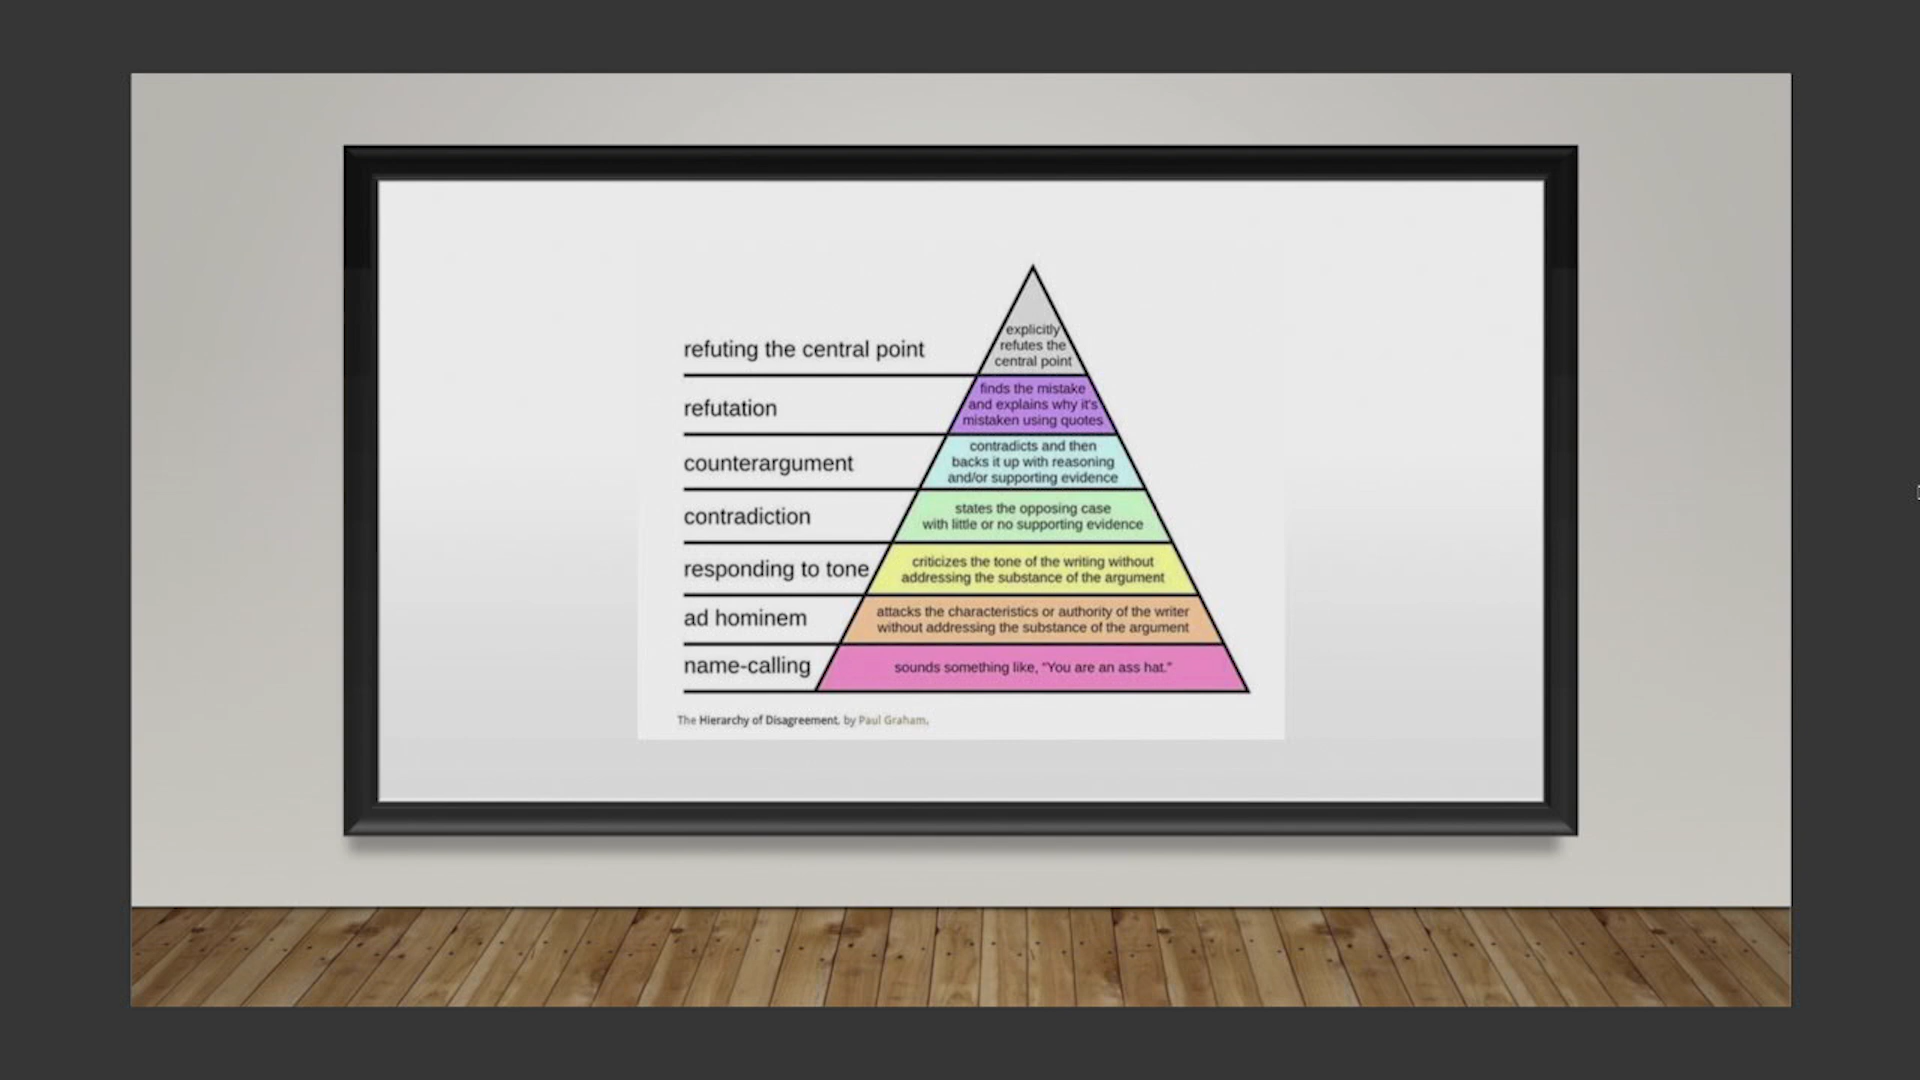 refuting the central point
explicitly
refutes the
central point
refutation
finds the mistake
and explains why it's
mistaken using quotes
counterargument
contradicts and then
backs it up with reasoning
and/or supporting evidence
contradiction
states the opposing case
with little or no supporting evidence
responding to tone
criticizes the tone of the writing without
addressing the substance of the argument
ad hominem
attacks the characteristics or authority of the writer
without addressing the substance of the argument
name-calling
sounds something like, "You are an ass hat."
The Hierarchy of Disagreement. by Paul Graham.